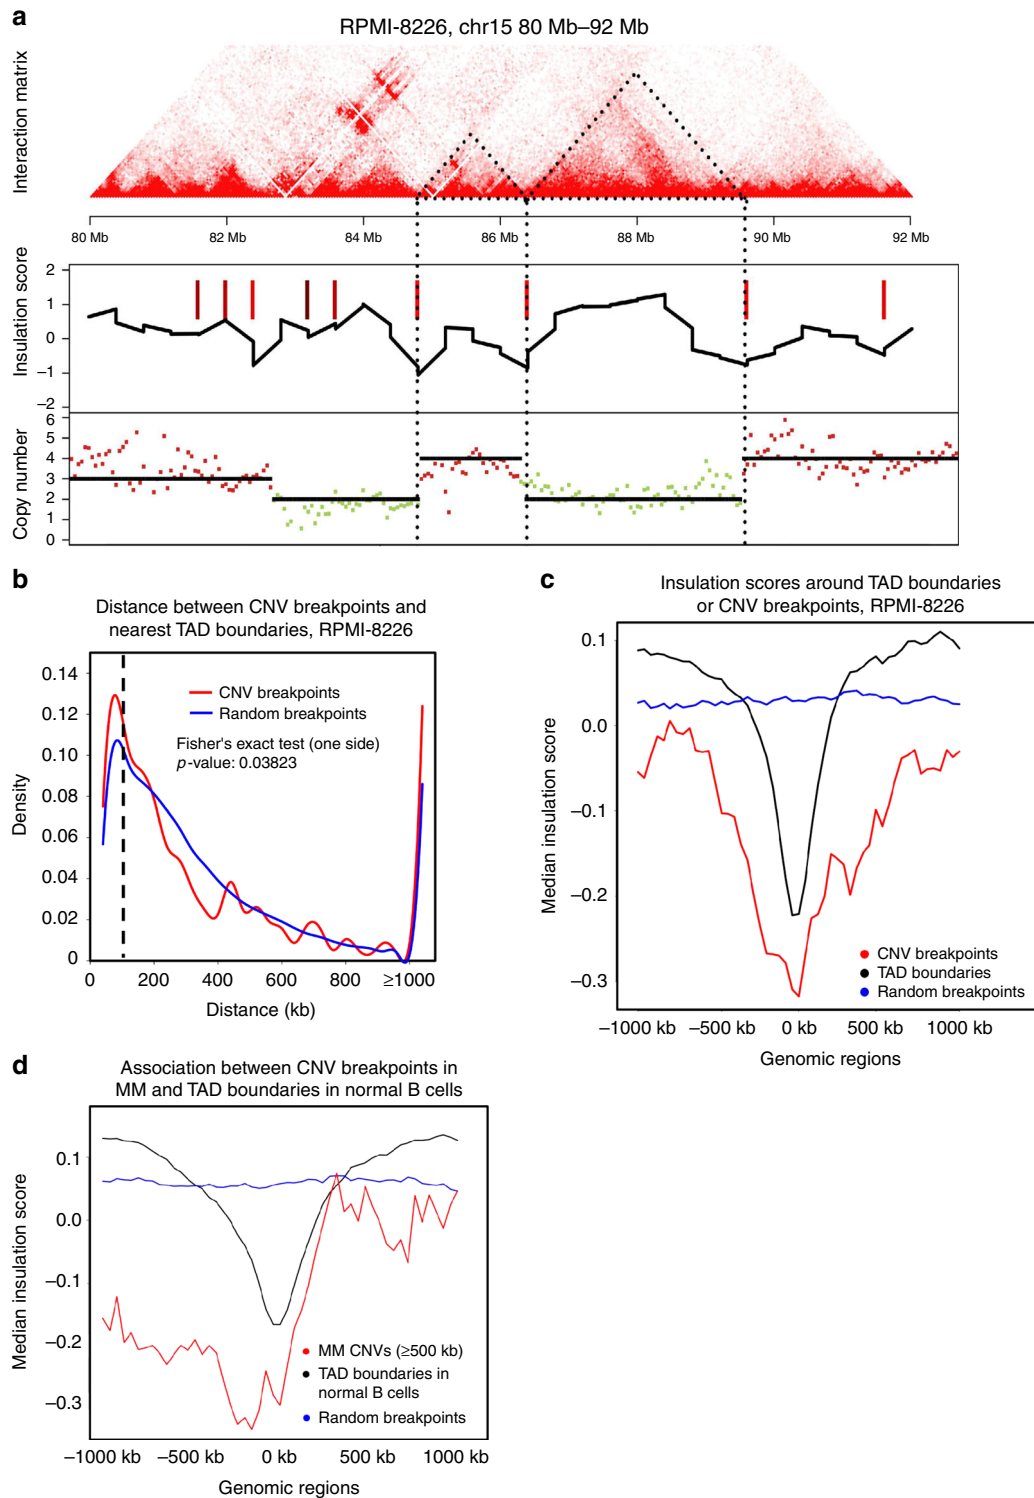 a
RPMI-8226, chr15 80 Mb–92 Mb
Interaction matrix
80 Mb 82 Mb 84 Mb 86 Mb 88 Mb 90 Mb 92 Mb
Insulation score
2
1
0
−1
−2
Copy number
6
5
4
3
2
1
0
b
Distance between CNV breakpoints and
nearest TAD boundaries, RPMI-8226
Density
0.14
0.12
0.10
0.08
0.06
0.04
0.02
0
CNV breakpoints
Random breakpoints
Fisher's exact test (one side)
p-value: 0.03823
0 200 400 600 800 ≥1000
Distance (kb)
c
Insulation scores around TAD boundaries
or CNV breakpoints, RPMI-8226
Median insulation score
0.1
0.0
−0.1
−0.2
−0.3
CNV breakpoints
TAD boundaries
Random breakpoints
−1000 kb −500 kb 0 kb 500 kb 1000 kb
Genomic regions
d
Association between CNV breakpoints in
MM and TAD boundaries in normal B cells
Median insulation score
0.1
0.0
−0.1
−0.2
−0.3
MM CNVs (≥500 kb)
TAD boundaries in
normal B cells
Random breakpoints
−1000 kb −500 kb 0 kb 500 kb 1000 kb
Genomic regions